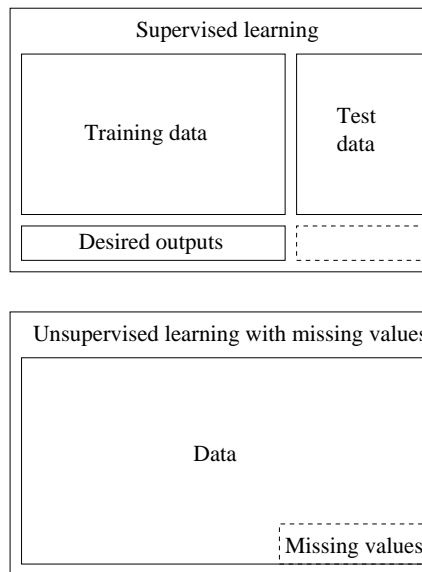 Supervised learning
Training data
Test
data
Desired outputs
Unsupervised learning with missing values
Data
Missing values